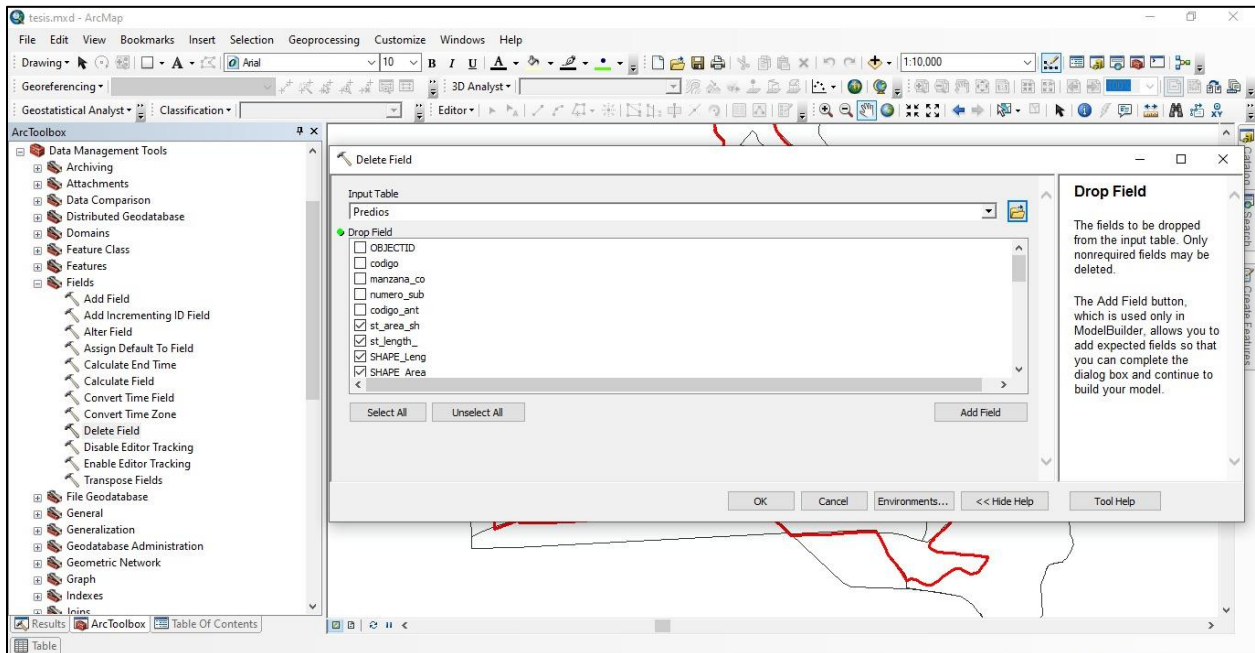 tesis.mxd - ArcMap
File Edit View Bookmarks Insert Selection Geoprocessing Customize Windows Help
Drawing A Arial 10 B I U A 1:10,000
Georeferencing 3D Analyst
Geostatistical Analyst Classification Editor
ArcToolbox
Data Management Tools
Archiving
Attachments
Data Comparison
Distributed Geodatabase
Domains
Feature Class
Features
Fields
Add Field
Add Incrementing ID Field
Alter Field
Assign Default To Field
Calculate End Time
Calculate Field
Convert Time Field
Convert Time Zone
Delete Field
Disable Editor Tracking
Enable Editor Tracking
Transpose Fields
File Geodatabase
General
Generalization
Geodatabase Administration
Geometric Network
Graph
Indexes
Joins
Results ArcToolbox Table Of Contents
Table
Delete Field
Input Table
Predios
Drop Field
OBJECTID
codigo
manzana_co
numero_sub
codigo_ant
st_area_sh
st_length_
SHAPE_Leng
SHAPE_Area
Select All Unselect All Add Field
OK Cancel Environments... << Hide Help Tool Help
Drop Field
The fields to be dropped
from the input table. Only
nonrequired fields may be
deleted.
The Add Field button,
which is used only in
ModelBuilder, allows you to
add expected fields so that
you can complete the
dialog box and continue to
build your model.
Catalog
Search
Create Features